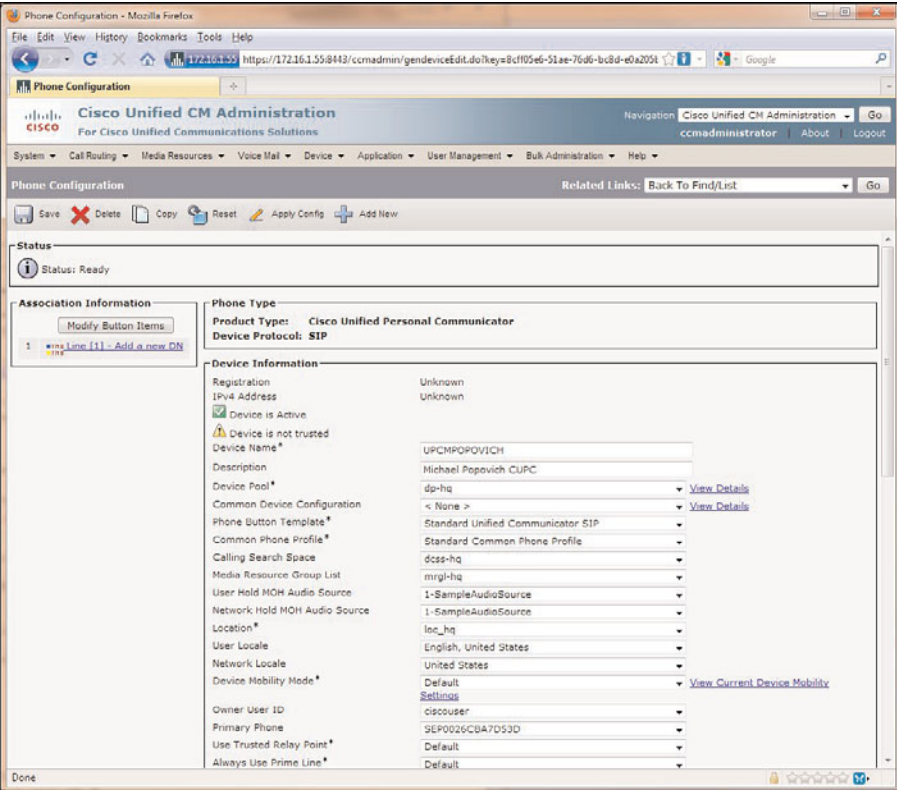 Phone Configuration - Mozilla Firefox
File Edit View History Bookmarks Tools Help
172.16.1.55 https://172.16.1.55:8443/ccmadmin/gendeviceEdit.do?key=8cff05e6-51ae-76d6-bc8d-e0a205 Google
Phone Configuration
CISCO
Cisco Unified CM Administration
For Cisco Unified Communications Solutions
Navigation Cisco Unified CM Administration Go
ccmadministrator | About | Logout
System Call Routing Media Resources Voice Mail Device Application User Management Bulk Administration Help
Phone Configuration Related Links: Back To Find/List Go
Save Delete Copy Reset Apply Config Add New
Status
Status: Ready
Association Information
Modify Button Items
1 Line [1] - Add a new DN
Phone Type
Product Type: Cisco Unified Personal Communicator
Device Protocol: SIP
Device Information
Registration Unknown
IPv4 Address Unknown
Device is Active
Device is not trusted
Device Name* UPCMPOPOVICH
Description Michael Popovich CUPC
Device Pool* dp-hq View Details
Common Device Configuration < None > View Details
Phone Button Template* Standard Unified Communicator SIP
Common Phone Profile* Standard Common Phone Profile
Calling Search Space dcss-hq
Media Resource Group List mrgl-hq
User Hold MOH Audio Source 1-SampleAudioSource
Network Hold MOH Audio Source 1-SampleAudioSource
Location* loc_hq
User Locale English, United States
Network Locale United States
Device Mobility Mode* Default View Current Device Mobility
Settings
Owner User ID ciscouser
Primary Phone SEP0026CBA7D53D
Use Trusted Relay Point* Default
Always Use Prime Line* Default
Done